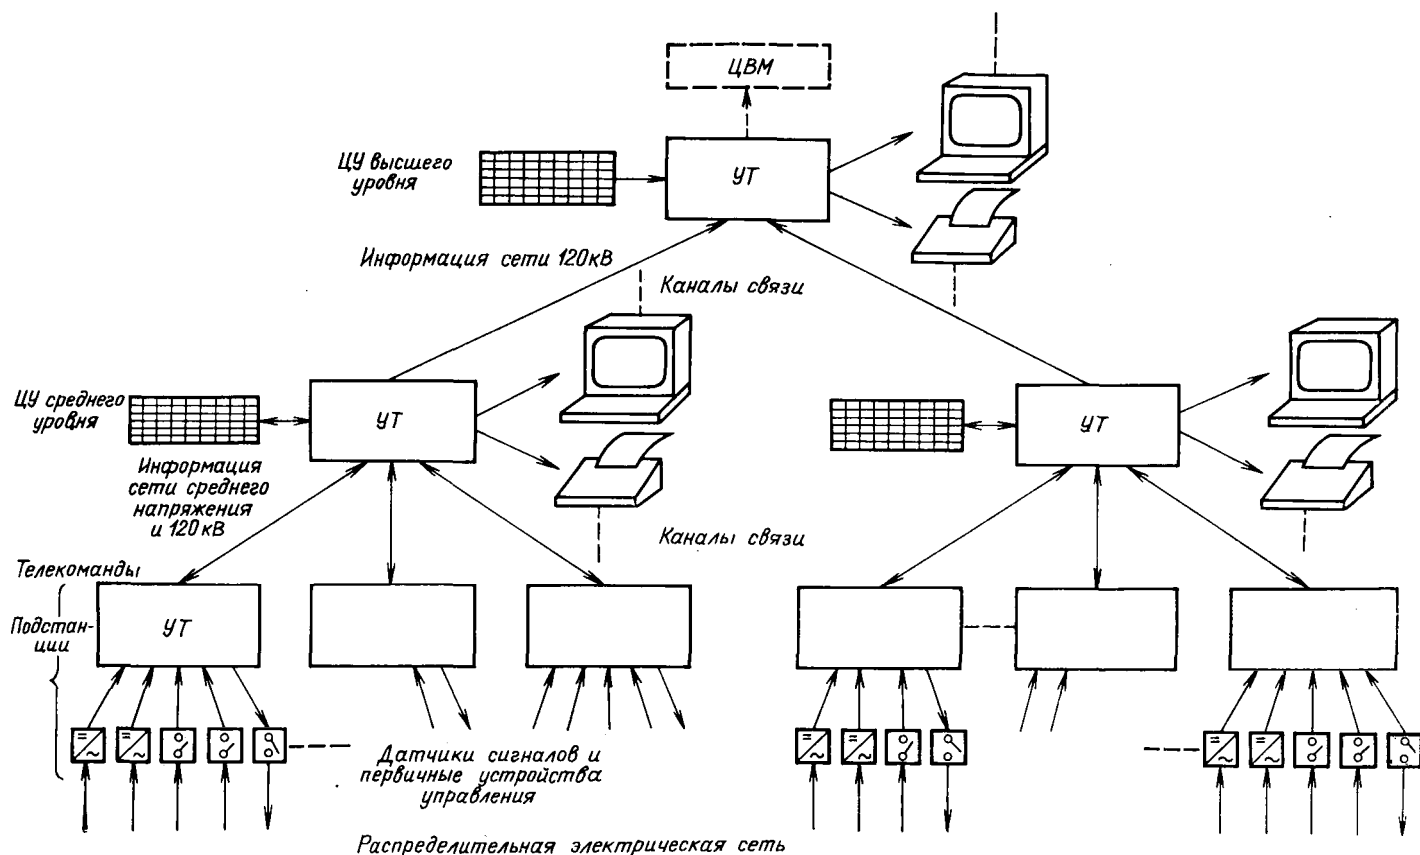 ЦВМ
ЦУ высшего
уровня
УТ
Информация сети 120кВ
Каналы связи
ЦУ среднего
уровня
УТ
УТ
Информация
сети среднего
напряжения
и 120 кВ
Каналы связи
Телекоманды
Подстан-
ции
УТ
Датчики сигналов и
первичные устройства
управления
Распределительная электрическая сеть